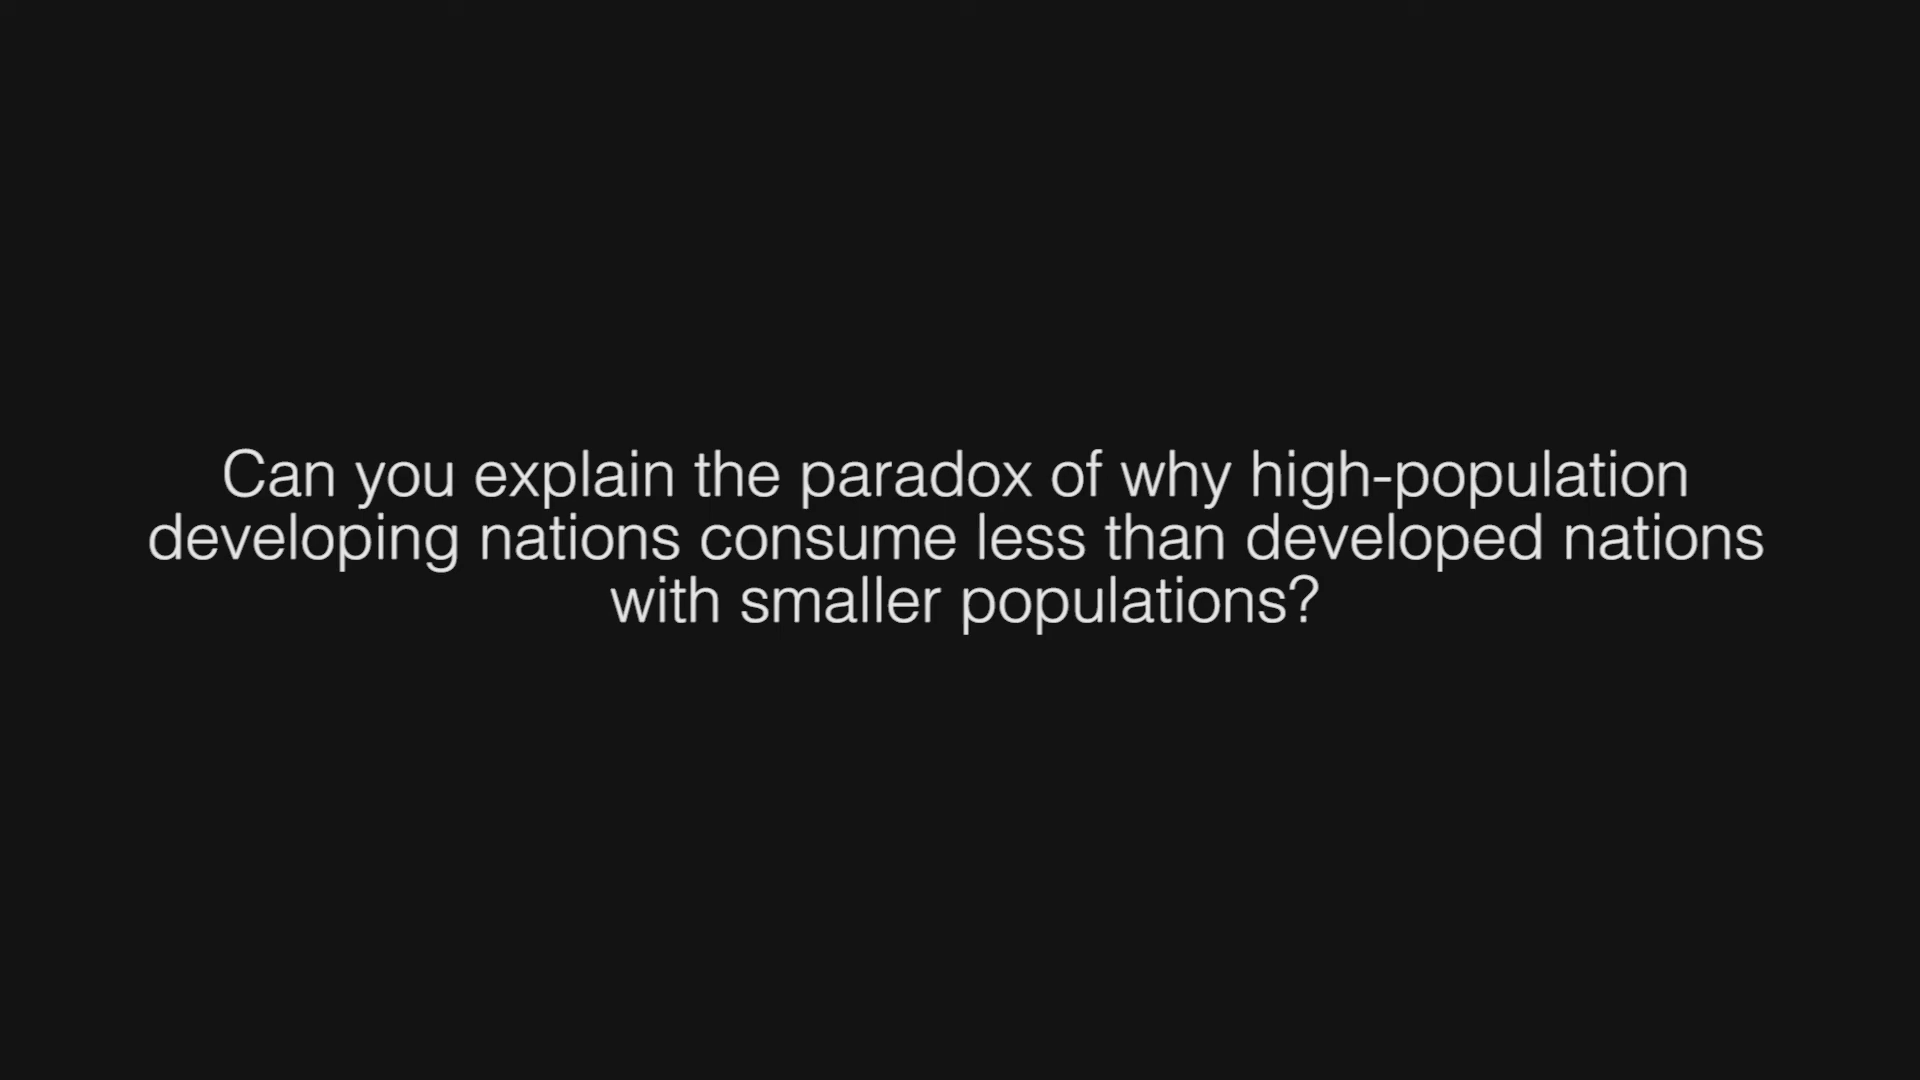 Can you explain the paradox of why high-population
developing nations consume less than developed nations
with smaller populations?